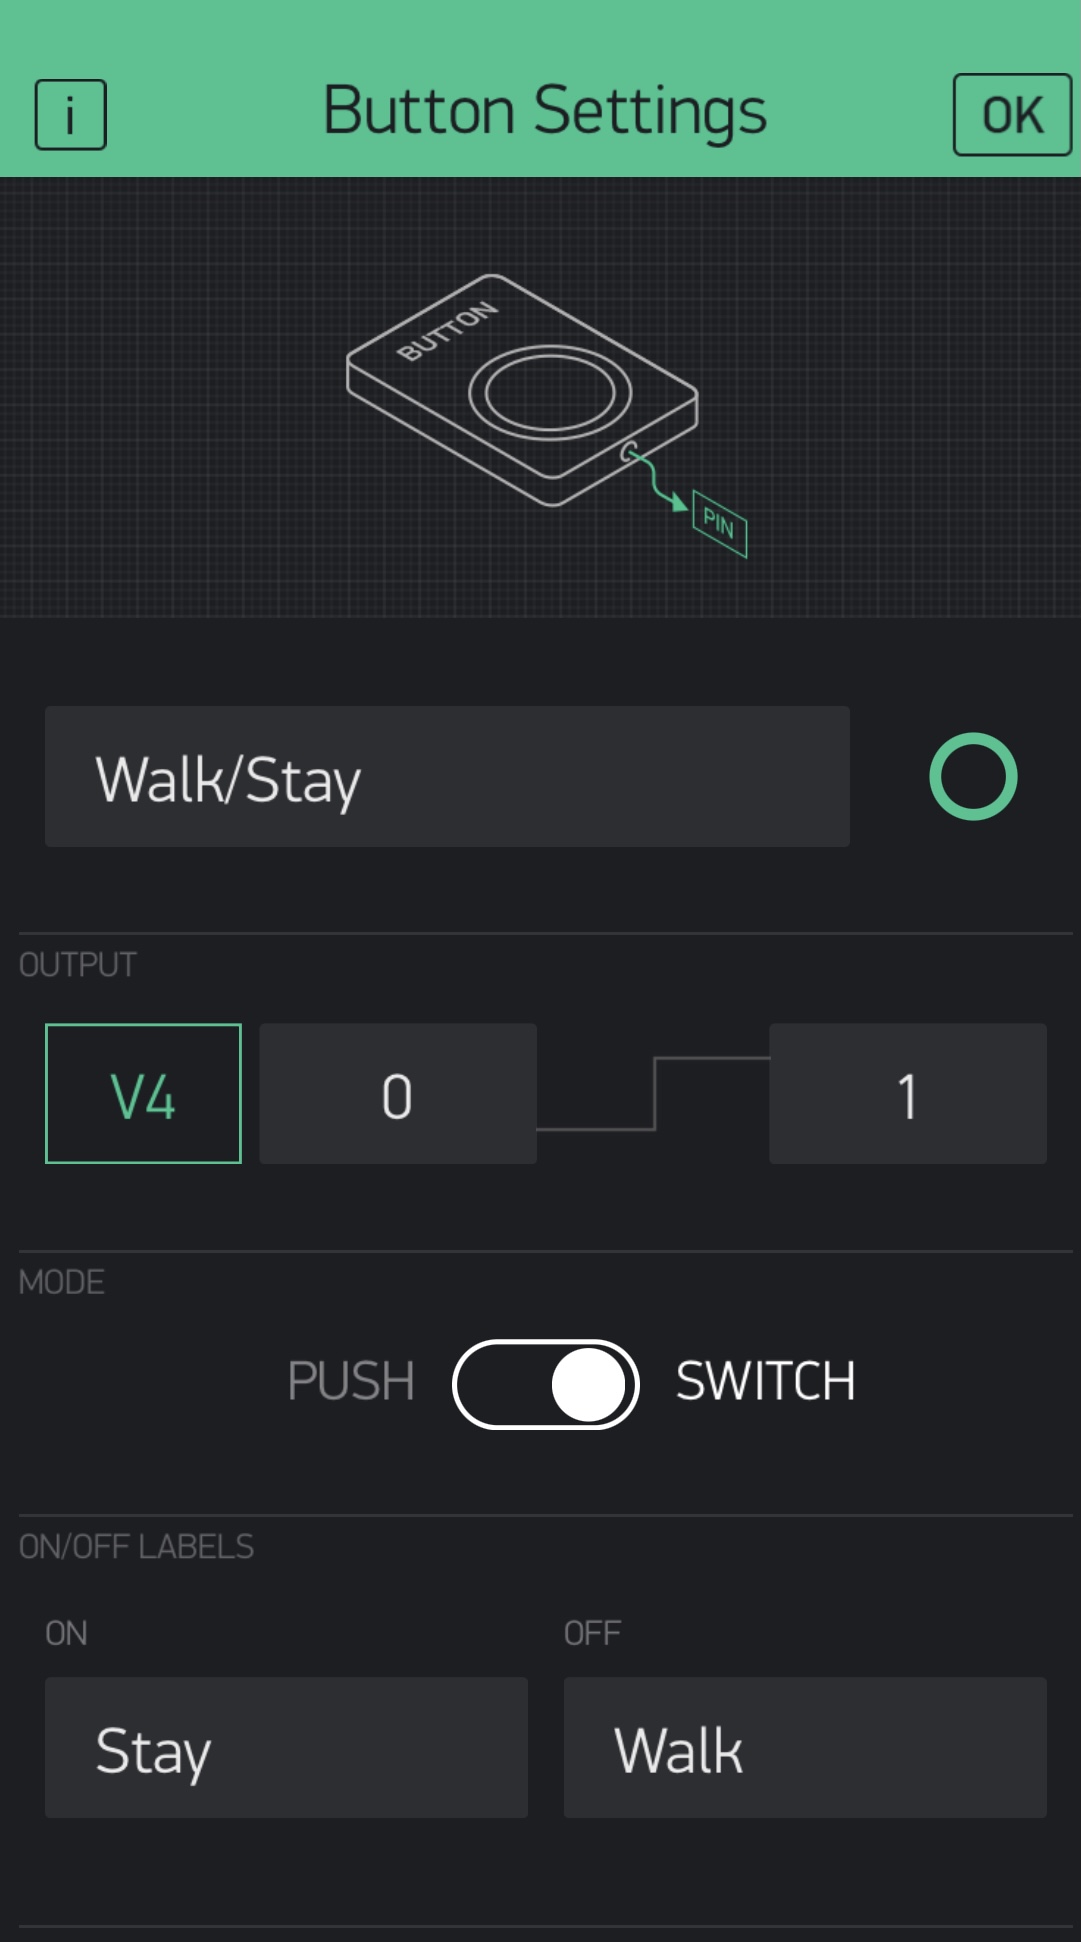 i
Button Settings
OK
BUTTON
PIN
Walk/Stay
OUTPUT
V4
0
1
MODE
PUSH
SWITCH
ON/OFF LABELS
ON
OFF
Stay
Walk